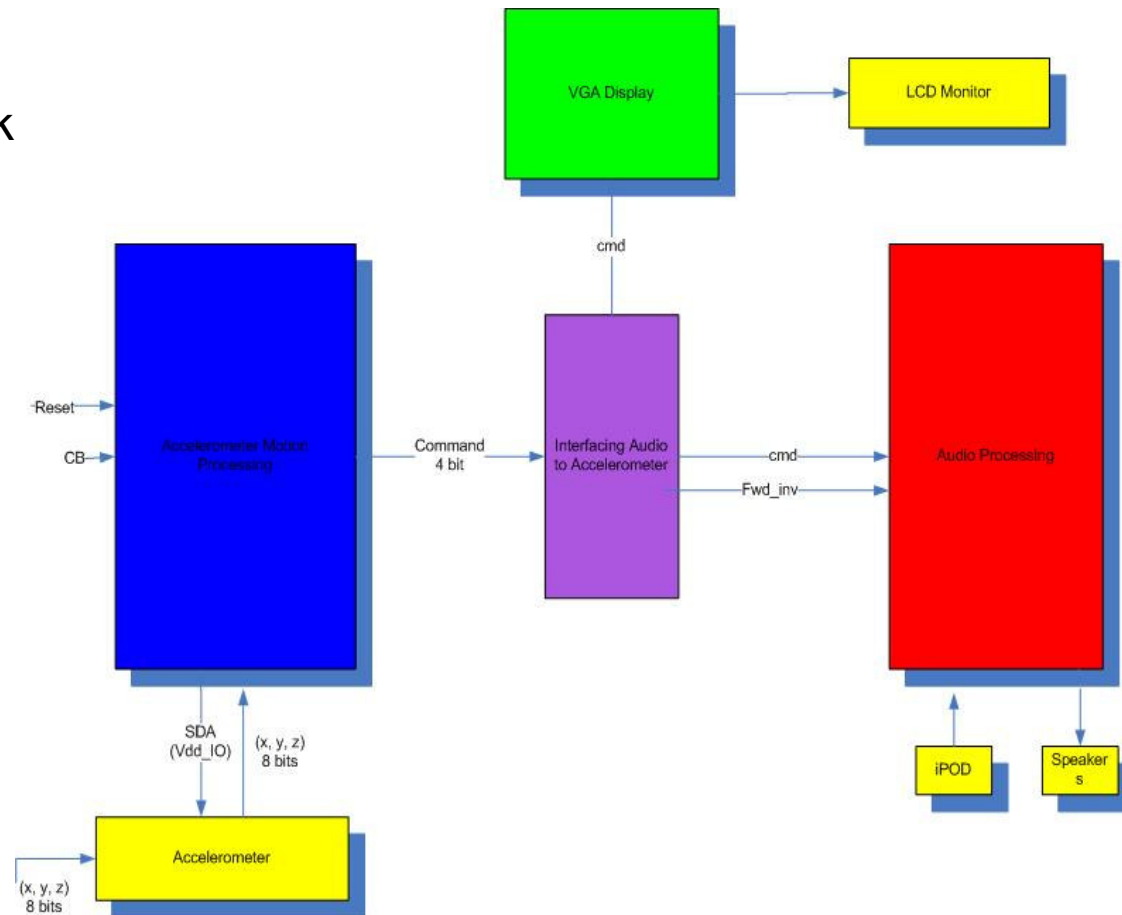 k
VGA Display
LCD Monitor
cmd
Reset
CB
Accelerometer Motion
Processing
Command
4 bit
Interfacing Audio
to Accelerometer
cmd
Fwd_inv
Audio Processing
SDA
(Vdd_IO)
(x, y, z)
8 bits
iPOD
Speaker
s
Accelerometer
(x, y, z)
8 bits